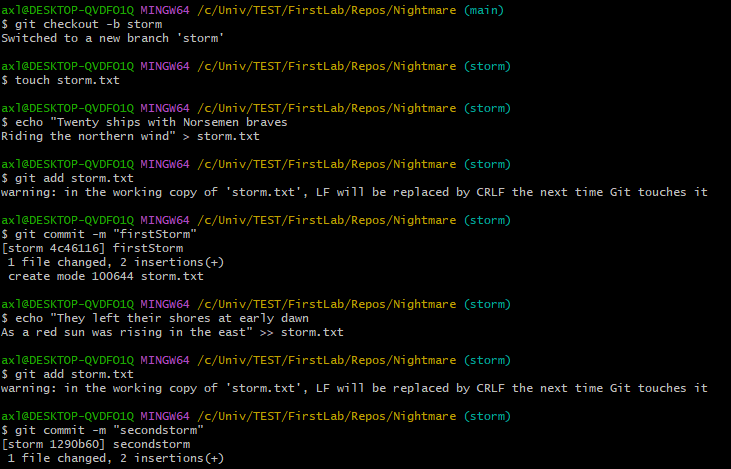 axl@DESKTOP-QVDFO1Q MINGW64 /c/Univ/TEST/FirstLab/Repos/Nightmare (main)
$ git checkout -b storm
Switched to a new branch 'storm'
axl@DESKTOP-QVDFO1Q MINGW64 /c/Univ/TEST/FirstLab/Repos/Nightmare (storm)
$ touch storm.txt
axl@DESKTOP-QVDFO1Q MINGW64 /c/Univ/TEST/FirstLab/Repos/Nightmare (storm)
$ echo "Twenty ships with Norsemen braves
Riding the northern wind" > storm.txt
axl@DESKTOP-QVDFO1Q MINGW64 /c/Univ/TEST/FirstLab/Repos/Nightmare (storm)
$ git add storm.txt
warning: in the working copy of 'storm.txt', LF will be replaced by CRLF the next time Git touches it
axl@DESKTOP-QVDFO1Q MINGW64 /c/Univ/TEST/FirstLab/Repos/Nightmare (storm)
$ git commit -m "firstStorm"
[storm 4c46116] firstStorm
 1 file changed, 2 insertions(+)
 create mode 100644 storm.txt
axl@DESKTOP-QVDFO1Q MINGW64 /c/Univ/TEST/FirstLab/Repos/Nightmare (storm)
$ echo "They left their shores at early dawn
As a red sun was rising in the east" >> storm.txt
axl@DESKTOP-QVDFO1Q MINGW64 /c/Univ/TEST/FirstLab/Repos/Nightmare (storm)
$ git add storm.txt
warning: in the working copy of 'storm.txt', LF will be replaced by CRLF the next time Git touches it
axl@DESKTOP-QVDFO1Q MINGW64 /c/Univ/TEST/FirstLab/Repos/Nightmare (storm)
$ git commit -m "secondstorm"
[storm 1290b60] secondstorm
 1 file changed, 2 insertions(+)